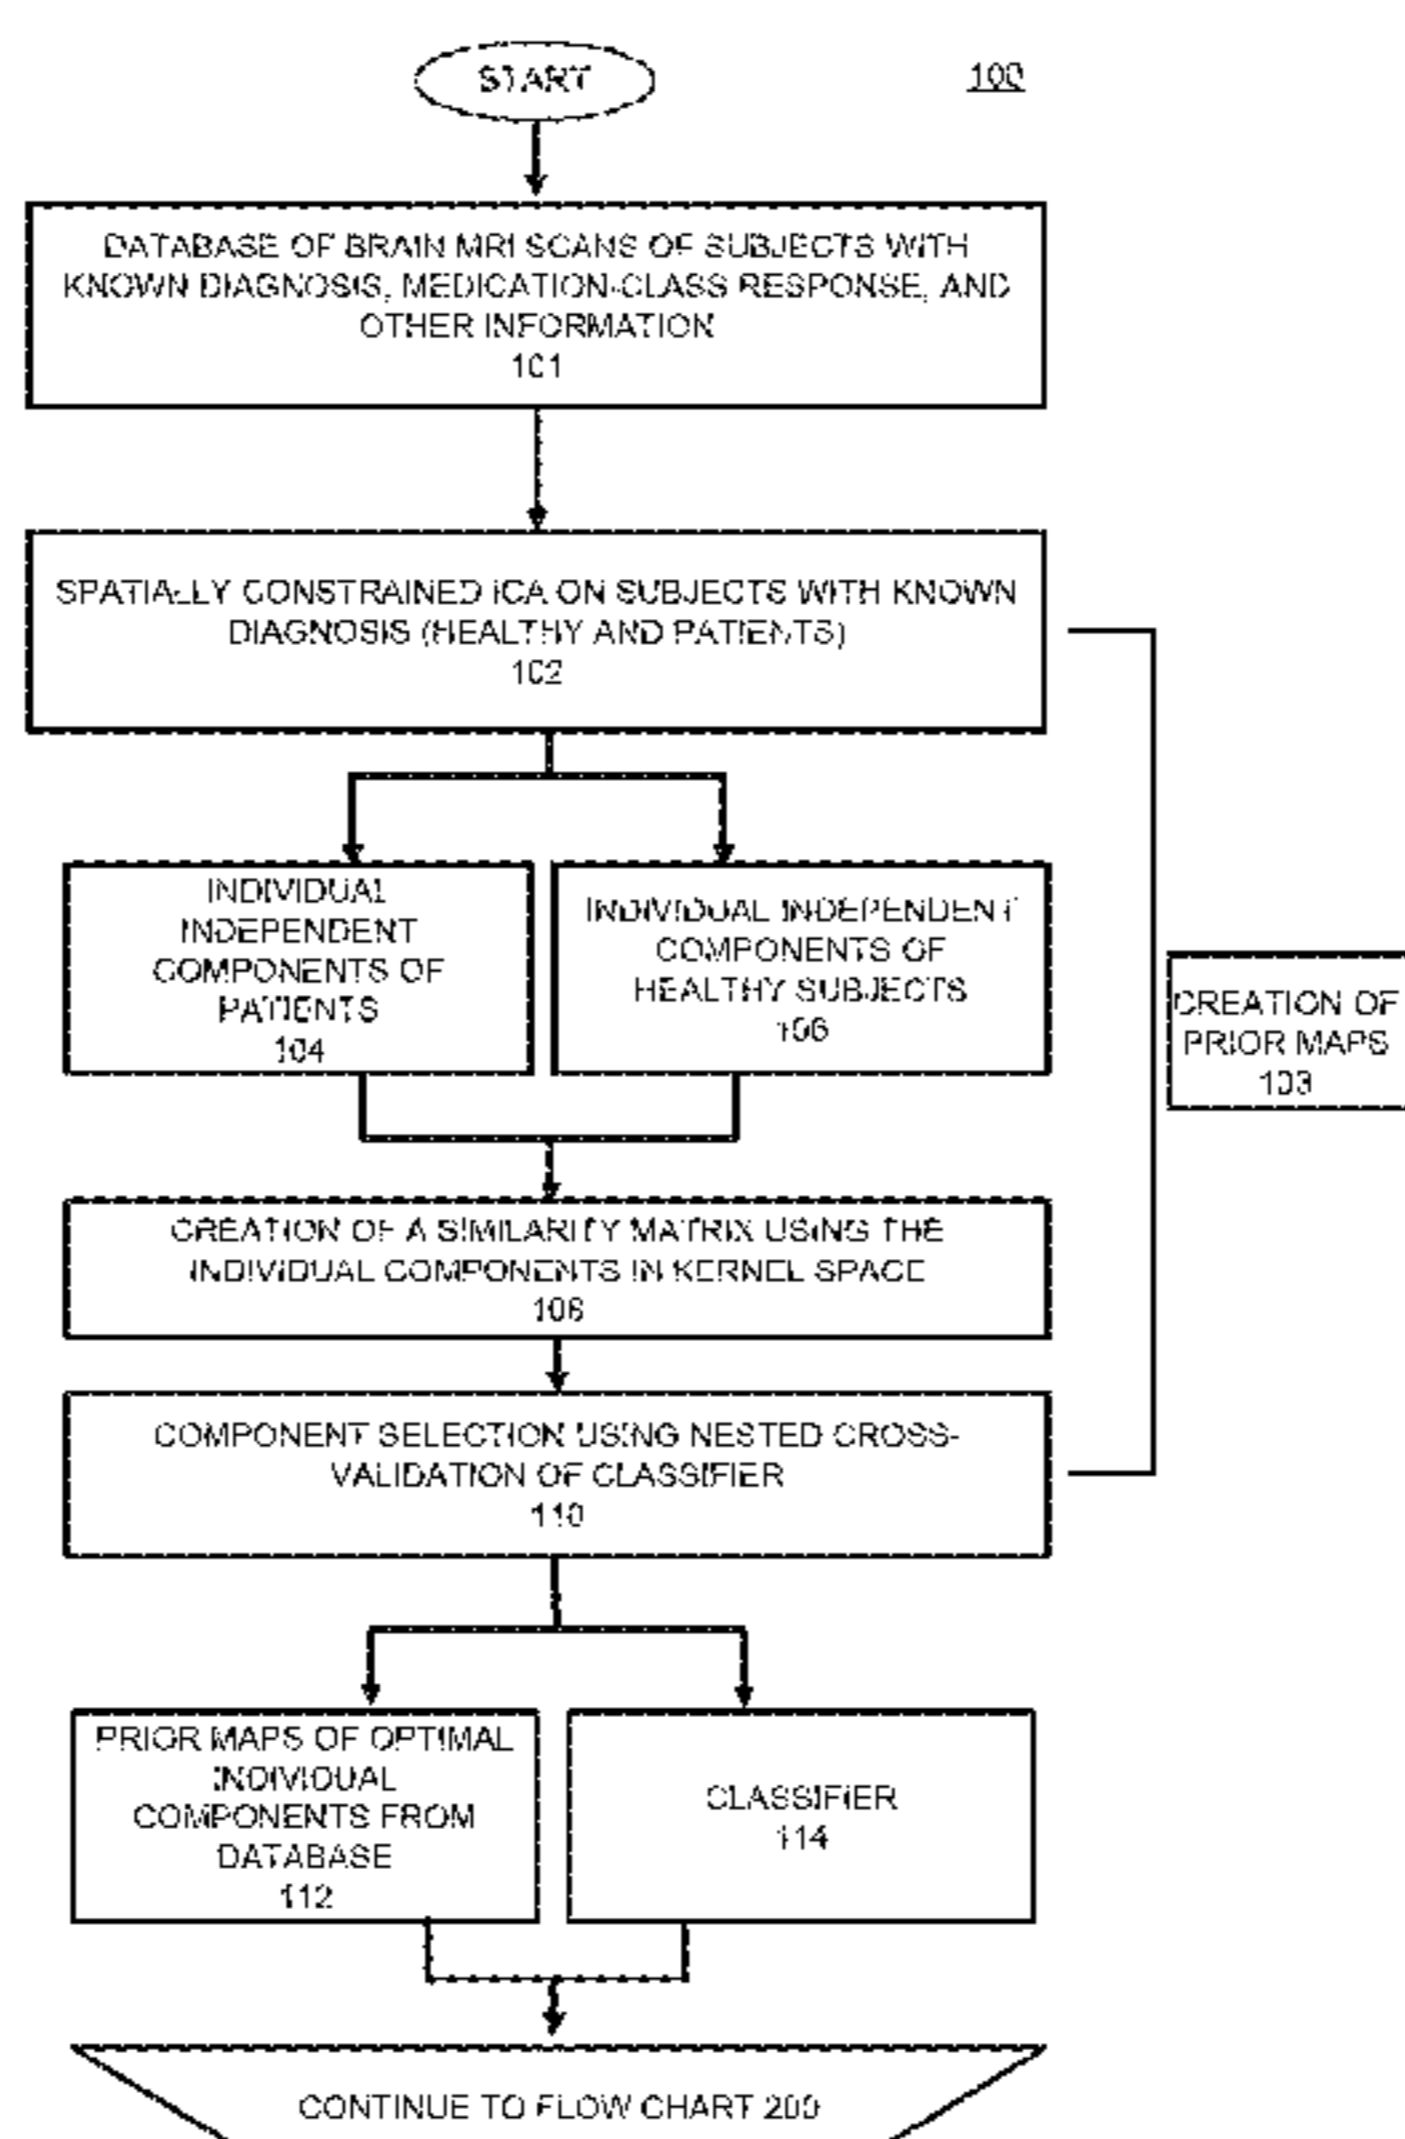 START
100
DATABASE OF BRAIN MRI SCANS OF SUBJECTS WITH
KNOWN DIAGNOSIS, MEDICATION-CLASS RESPONSE, AND
OTHER INFORMATION
101
SPATIALLY CONSTRAINED ICA ON SUBJECTS WITH KNOWN
DIAGNOSIS (HEALTHY AND PATIENTS)
102
INDIVIDUAL
INDEPENDENT
COMPONENTS OF
PATIENTS
104
INDIVIDUAL INDEPENDENT
COMPONENTS OF
HEALTHY SUBJECTS
106
CREATION OF
PRIOR MAPS
103
CREATION OF A SIMILARITY MATRIX USING THE
INDIVIDUAL COMPONENTS IN KERNEL SPACE
COMPONENT SELECTION USING NESTED CROSS-
VALIDATION OF CLASSIFIER
110
PRIOR MAPS OF OPTIMAL
INDIVIDUAL
COMPONENTS FROM
DATABASE
112
CLASSIFIER
114
CONTINUE TO FLOW CHART 200